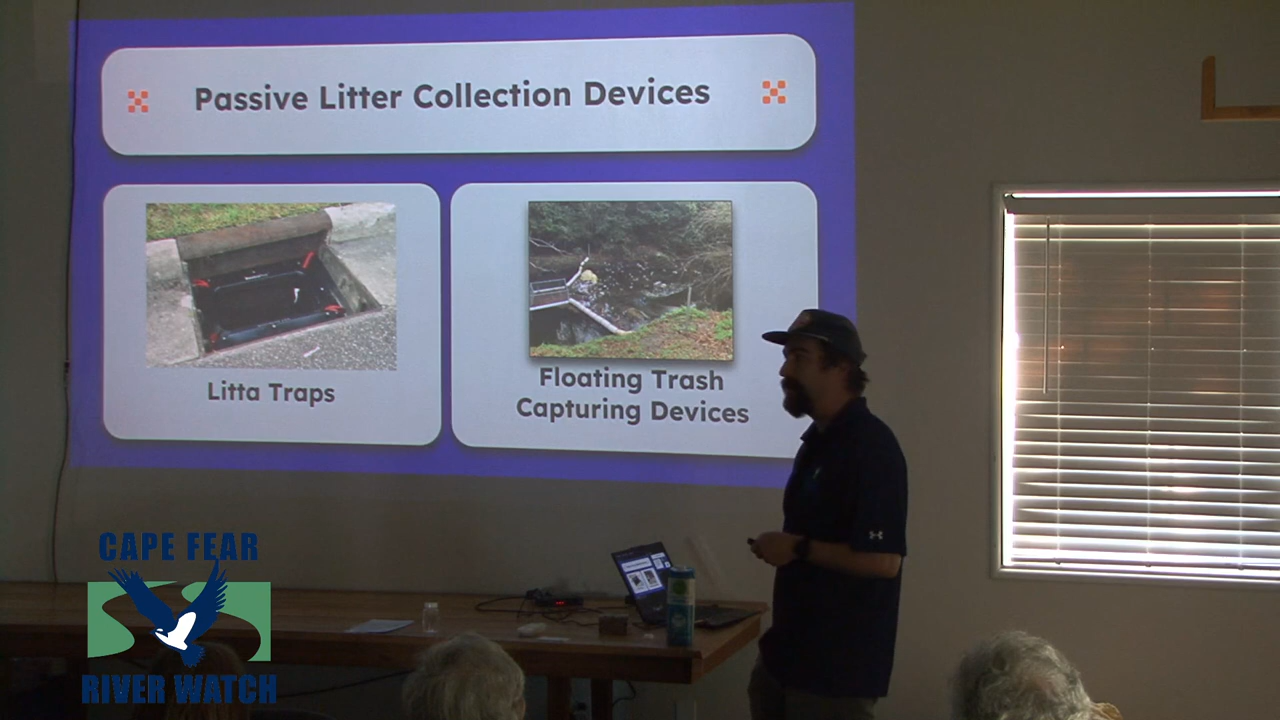 Passive Litter Collection Devices
Litta Traps
Floating Trash
Capturing Devices
CAPE FEAR
RIVER WATCH